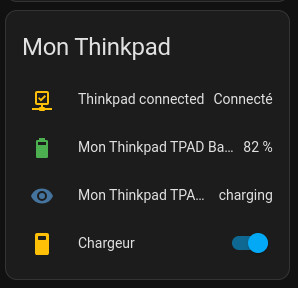 Mon Thinkpad
Thinkpad connected Connecté
Mon Thinkpad TPAD Ba... 82 %
Mon Thinkpad TPA... charging
Chargeur